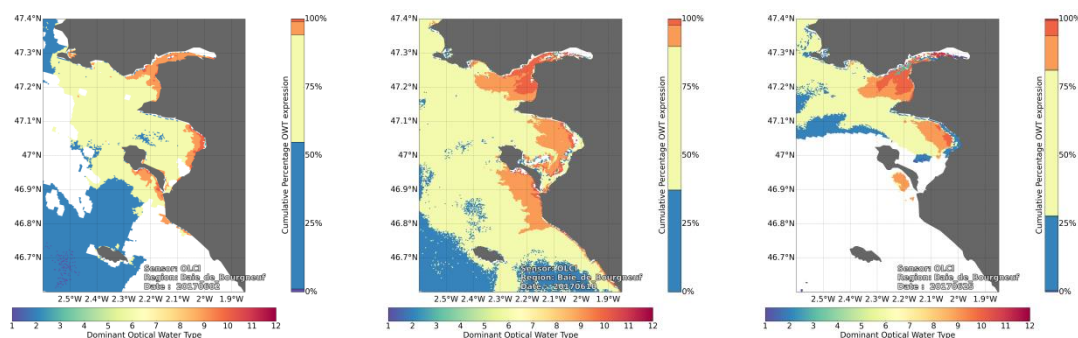 47.4°N
47.3°N
47.2°N
47.1°N
47°N
46.9°N
46.8°N
46.7°N
Sensor: OLCI
Region: Baie_de_Bourgneuf
Date : 20170602
2.5°W 2.4°W 2.3°W 2.2°W 2.1°W 2°W 1.9°W
100%
75%
50%
25%
0%
Cumulative Percentage OWT expression
1 2 3 4 5 6 7 8 9 10 11 12
Dominant Optical Water Type
47.4°N
47.3°N
47.2°N
47.1°N
47°N
46.9°N
46.8°N
46.7°N
Sensor: OLCI
Region: Baie_de_Bourgneuf
Date :
2.5°W 2.4°W 2.3°W 2.2°W 2.1°W 2°W 1.9°W
100%
75%
50%
25%
0%
Cumulative Percentage OWT expression
1 2 3 4 5 6 7 8 9 10 11 12
Dominant Optical Water Type
47.4°N
47.3°N
47.2°N
47.1°N
47°N
46.9°N
46.8°N
46.7°N
Sensor: OLCI
Region: Baie_de_Bourgneuf
Date : 20170625
2.5°W 2.4°W 2.3°W 2.2°W 2.1°W 2°W 1.9°W
100%
75%
50%
25%
0%
Cumulative Percentage OWT expression
1 2 3 4 5 6 7 8 9 10 11 12
Dominant Optical Water Type